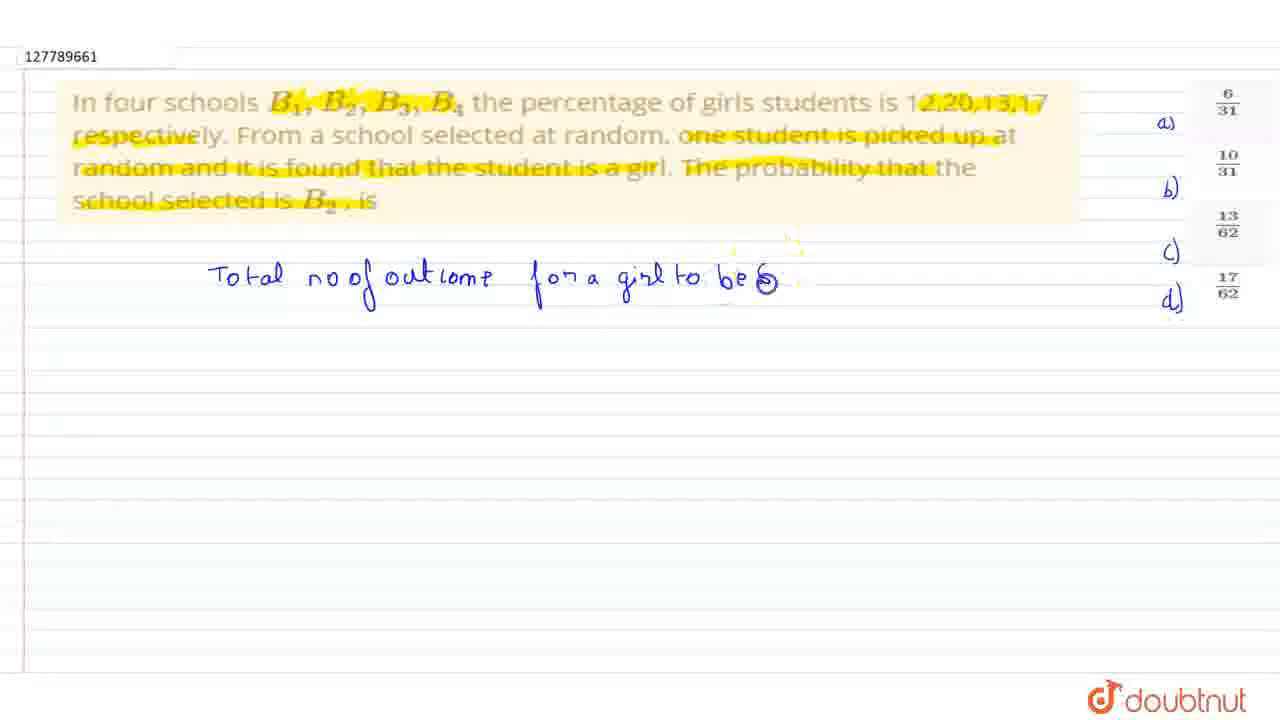 127789661
In four schools B₁, B₂, B₃, B₄ the percentage of girls students is 12,20,13,17
respectively. From a school selected at random, one student is picked up at
random and it is found that the student is a girl. The probability that the
school selected is B₂ , is
a) 6/31
b) 10/31
c) 13/62
d) 17/62
Total no of outcome for a girl to be
doubtnut